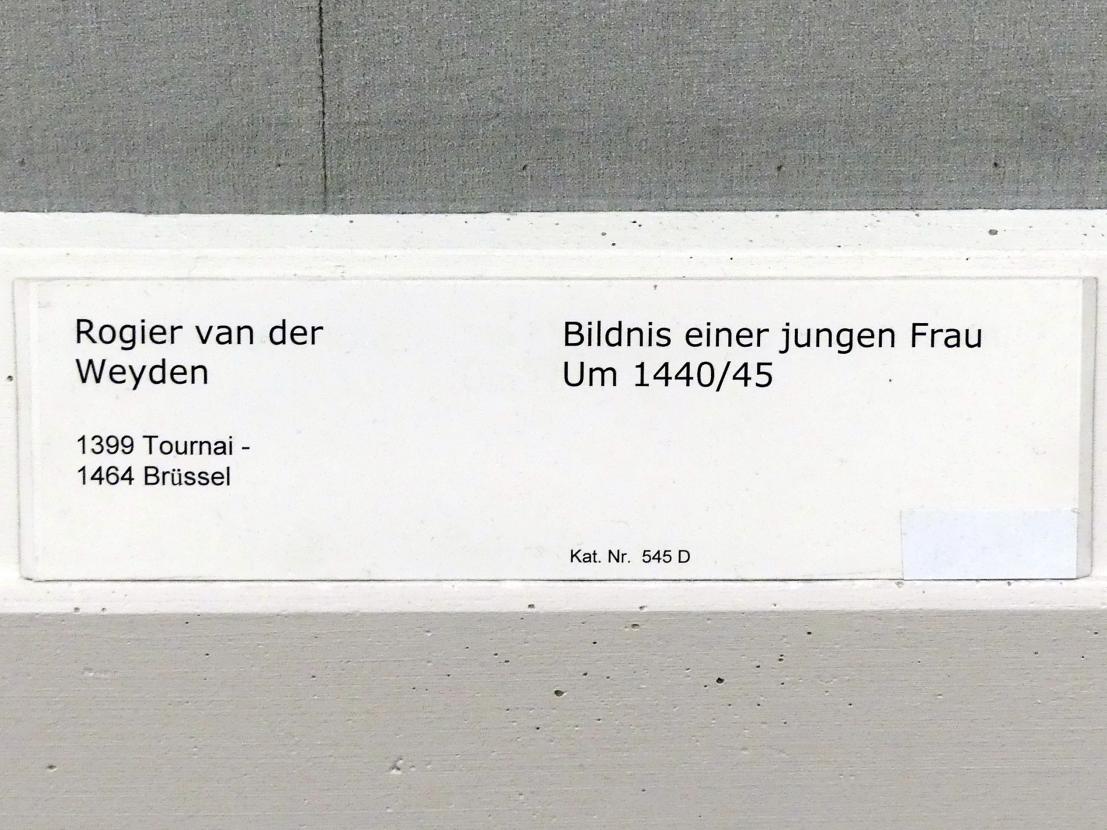 Rogier van der
Weyden
1399 Tournai -
1464 Brüssel
Bildnis einer jungen Frau
Um 1440/45
Kat. Nr. 545 D